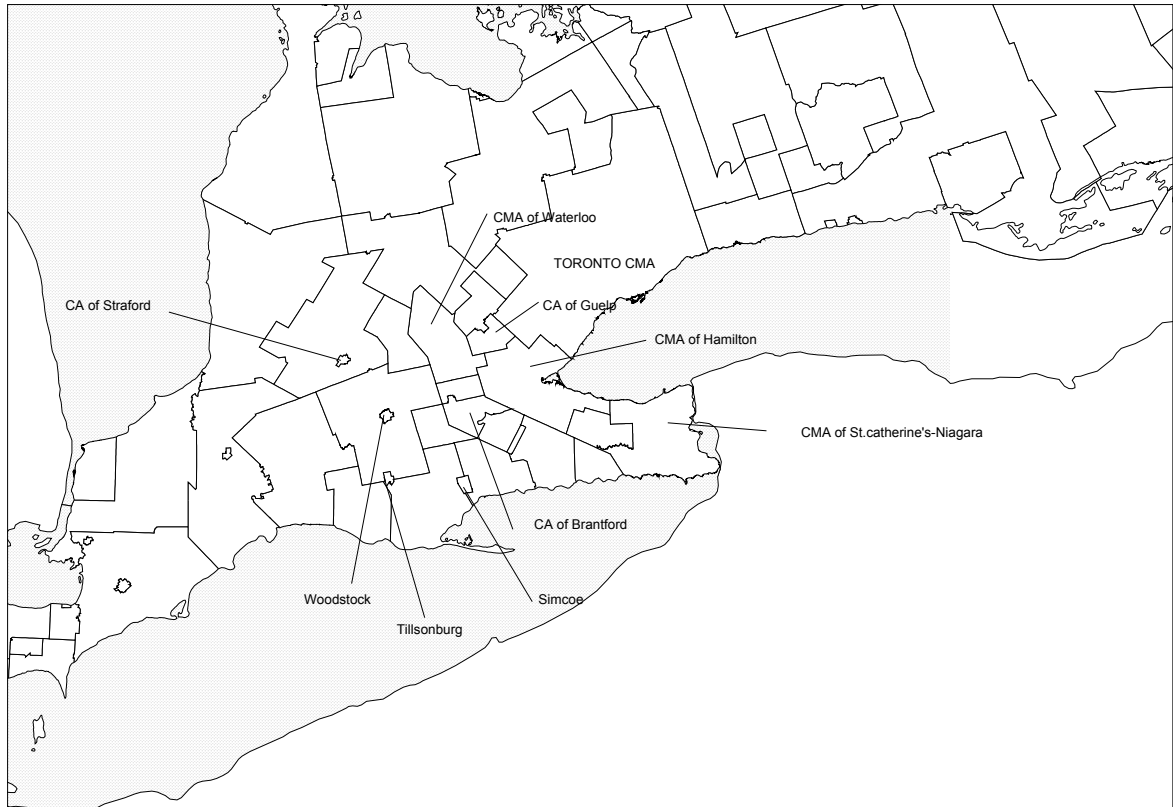 CMA of Waterloo
TORONTO CMA
CA of Straford
CA of Guelp
CMA of Hamilton
CMA of St.catherine's-Niagara
CA of Brantford
Woodstock
Simcoe
Tillsonburg